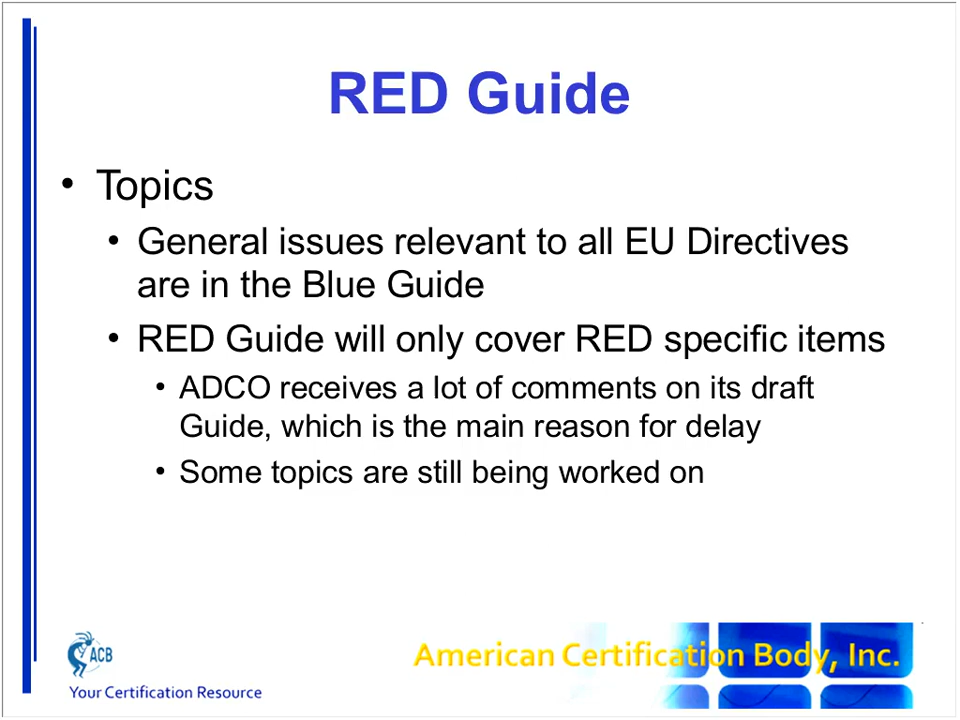 RED Guide
• Topics
• General issues relevant to all EU Directives
are in the Blue Guide
• RED Guide will only cover RED specific items
• ADCO receives a lot of comments on its draft
Guide, which is the main reason for delay
• Some topics are still being worked on
ACB
American Certification Body, Inc.
Your Certification Resource